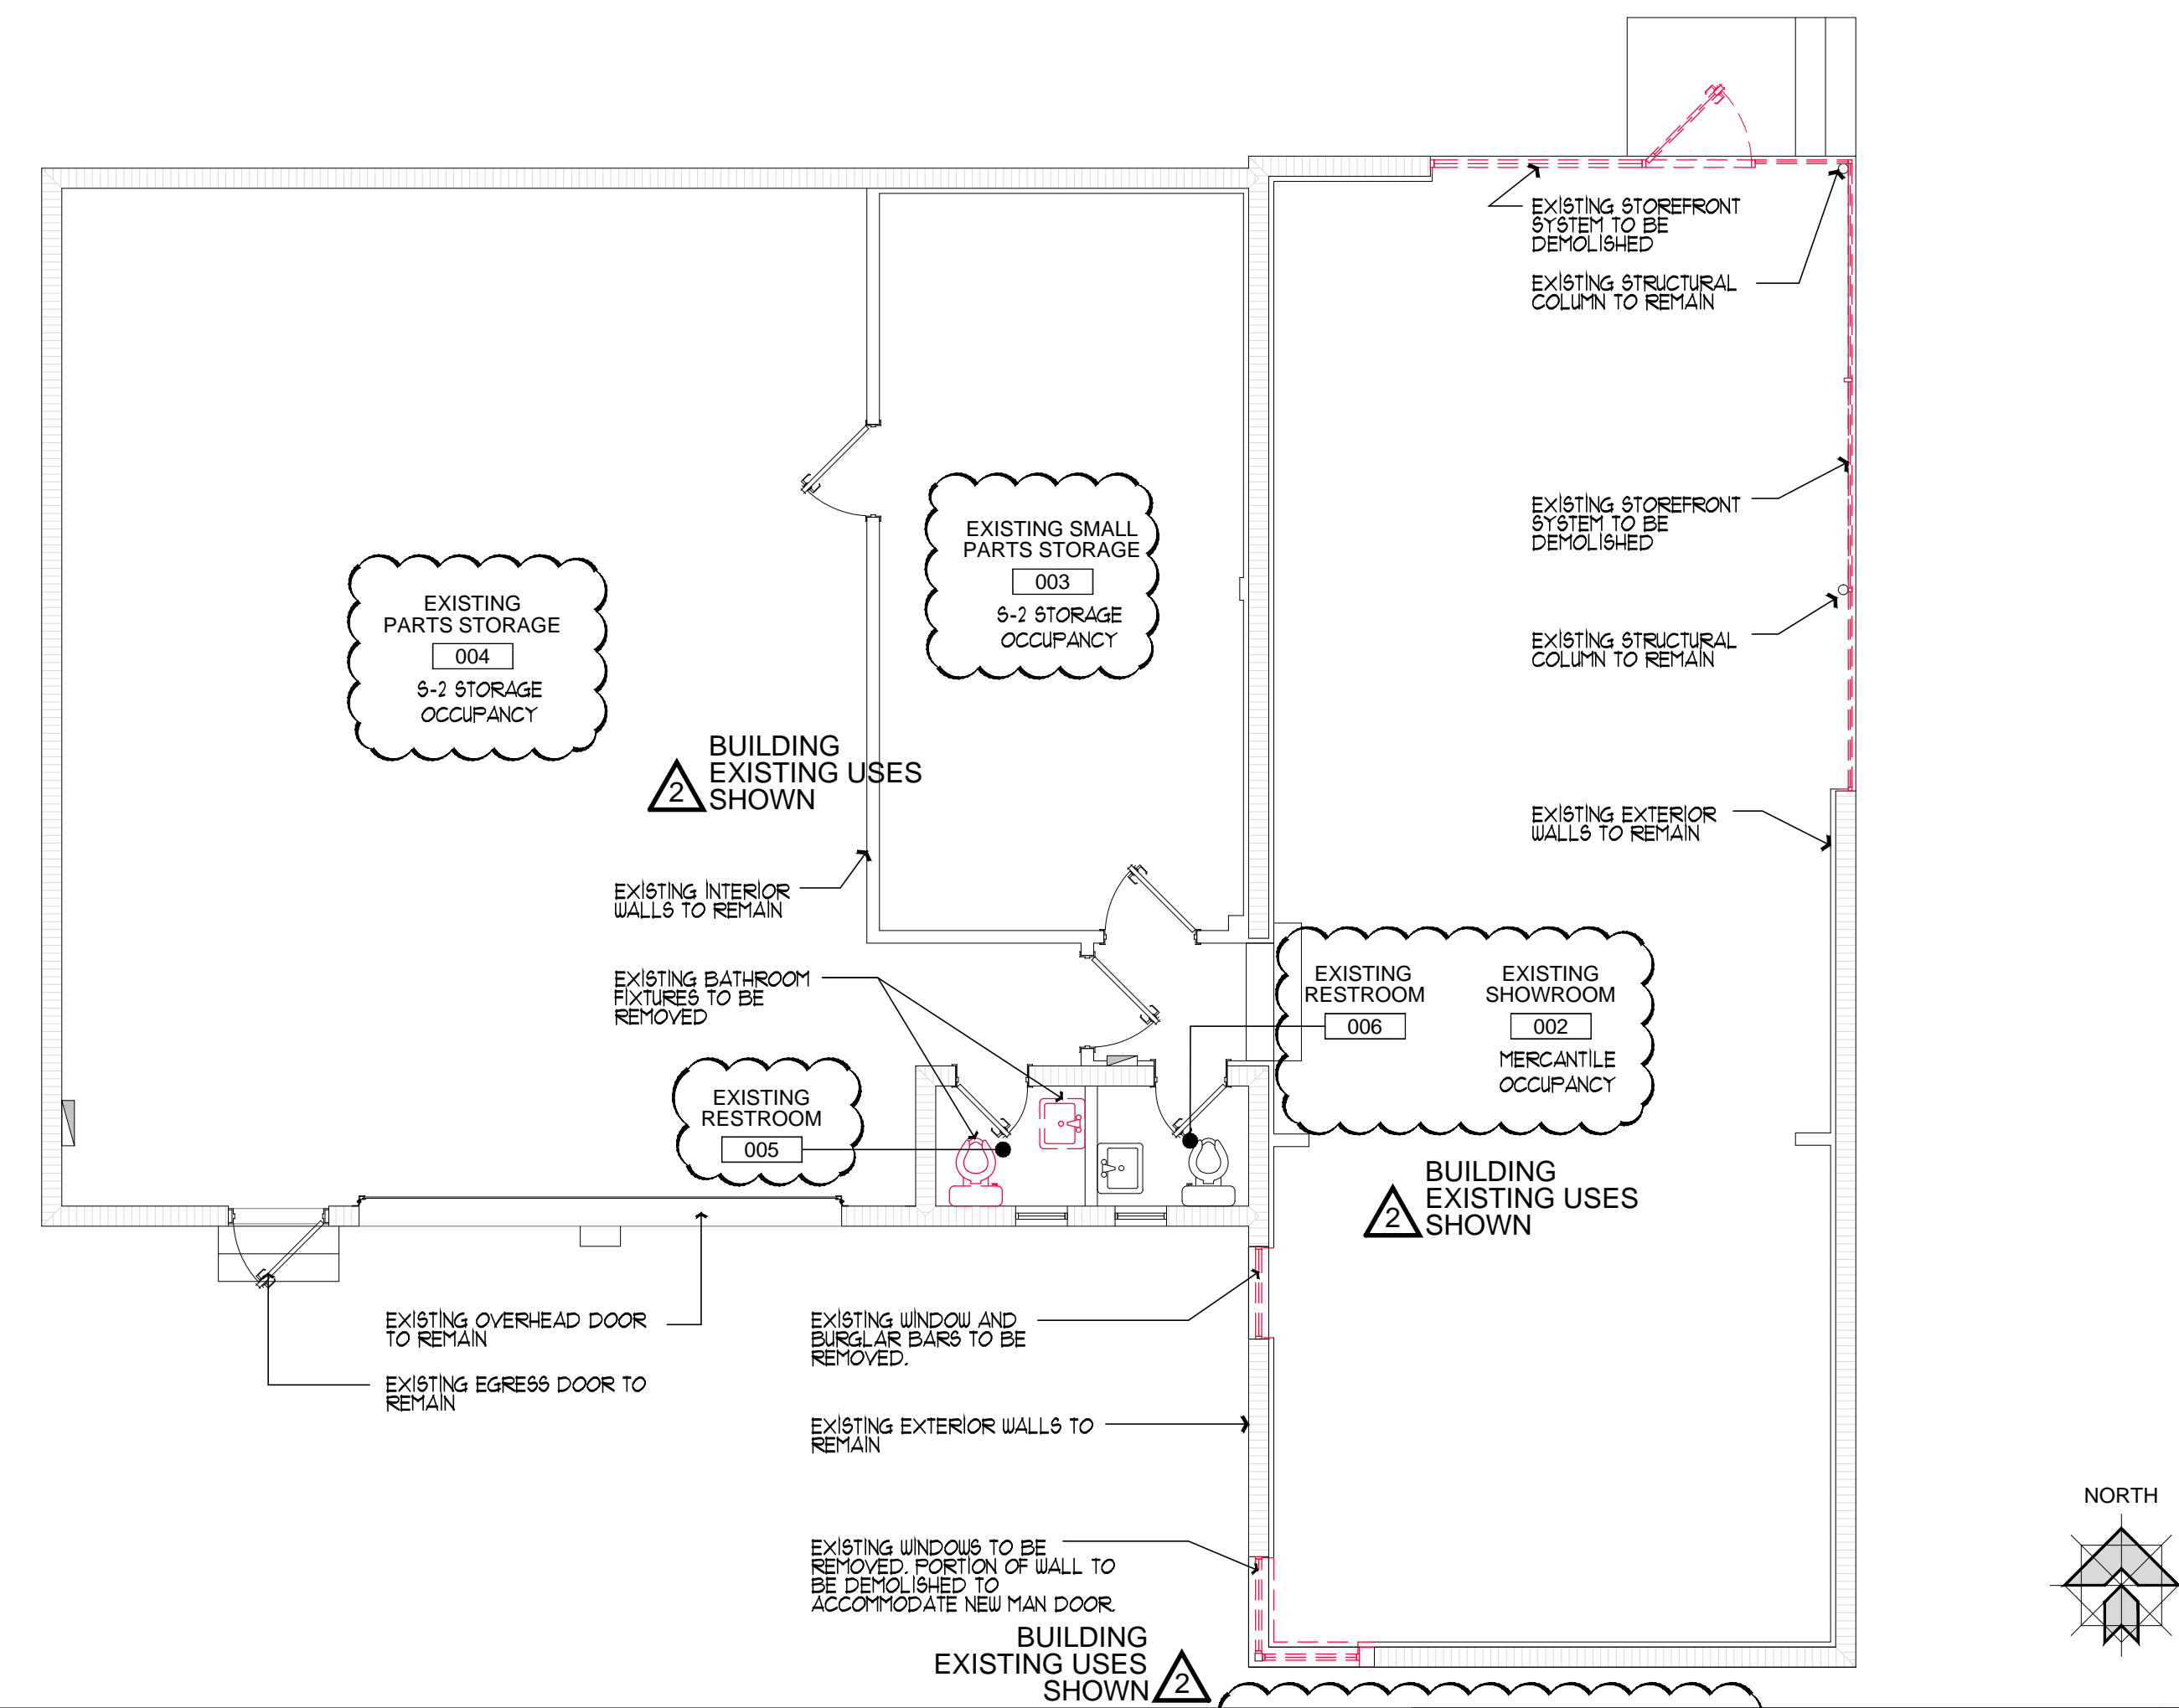 EXISTING STOREFRONT
SYSTEM TO BE
DEMOLISHED
EXISTING STRUCTURAL
COLUMN TO REMAIN
EXISTING SMALL
PARTS STORAGE
003
S-2 STORAGE
OCCUPANCY
EXISTING STOREFRONT
SYSTEM TO BE
DEMOLISHED
EXISTING
PARTS STORAGE
004
S-2 STORAGE
OCCUPANCY
EXISTING STRUCTURAL
COLUMN TO REMAIN
BUILDING
EXISTING USES
SHOWN
2
EXISTING EXTERIOR
WALLS TO REMAIN
EXISTING INTERIOR
WALLS TO REMAIN
EXISTING BATHROOM
FIXTURES TO BE
REMOVED
EXISTING
RESTROOM
006
EXISTING
SHOWROOM
002
MERCANTILE
OCCUPANCY
EXISTING
RESTROOM
005
BUILDING
EXISTING USES
SHOWN
2
EXISTING OVERHEAD DOOR
TO REMAIN
EXISTING EGRESS DOOR TO
REMAIN
EXISTING WINDOW AND
BURGLAR BARS TO BE
REMOVED.
EXISTING EXTERIOR WALLS TO
REMAIN
NORTH
EXISTING WINDOWS TO BE
REMOVED. PORTION OF WALL TO
BE DEMOLISHED TO
ACCOMMODATE NEW MAN DOOR
BUILDING
EXISTING USES
SHOWN
2